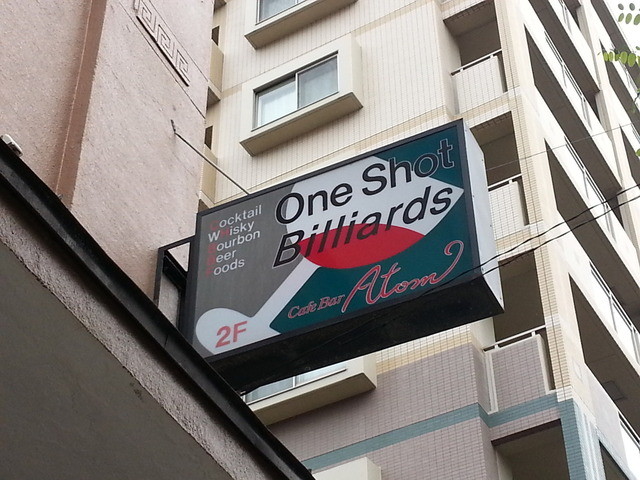 One Shot
Billiards
Cocktail
Whisky
Bourbon
Beer
Foods
Cafe Bar Atom
2F